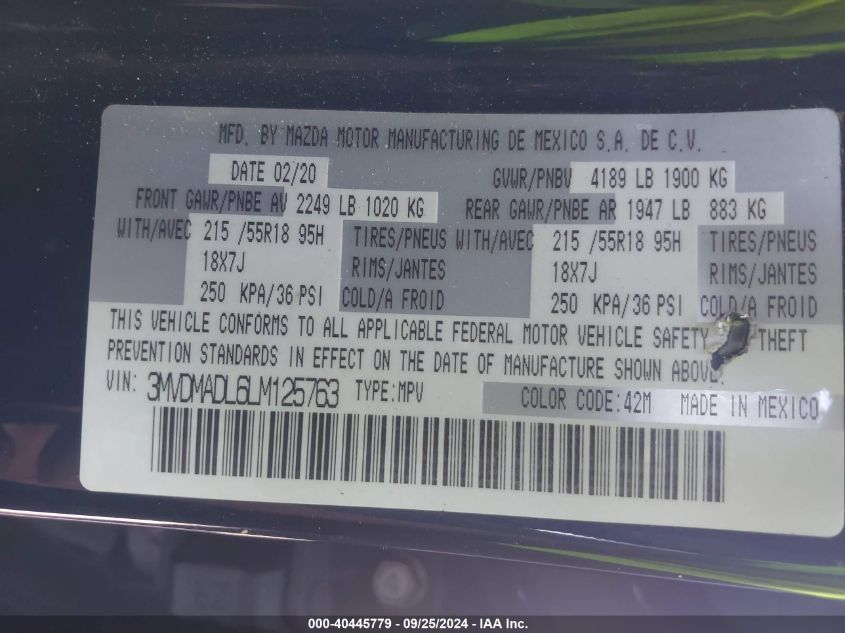 MFD. BY MAZDA MOTOR MANUFACTURING DE MEXICO S.A. DE C.V.
DATE 02/20 GVWR/PNBV 4189 LB 1900 KG
FRONT GAWR/PNBE AV 2249 LB 1020 KG REAR GAWR/PNBE AR 1947 LB 883 KG
WITH/AVEC 215 /55R18 95H TIRES/PNEUS WITH/AVEC 215 /55R18 95H TIRES/PNEUS
18X7J RIMS/JANTES 18X7J RIMS/JANTES
250 KPA/36 PSI COLD/A FROID 250 KPA/36 PSI COLD/A FROID
THIS VEHICLE CONFORMS TO ALL APPLICABLE FEDERAL MOTOR VEHICLE SAFETY THEFT
PREVENTION STANDARDS IN EFFECT ON THE DATE OF MANUFACTURE SHOWN ABOVE.
VIN: 3MVDMADL6LM125763 TYPE:MPV COLOR CODE:42M MADE IN MEXICO
000-40445779 - 09/25/2024 - IAA Inc.